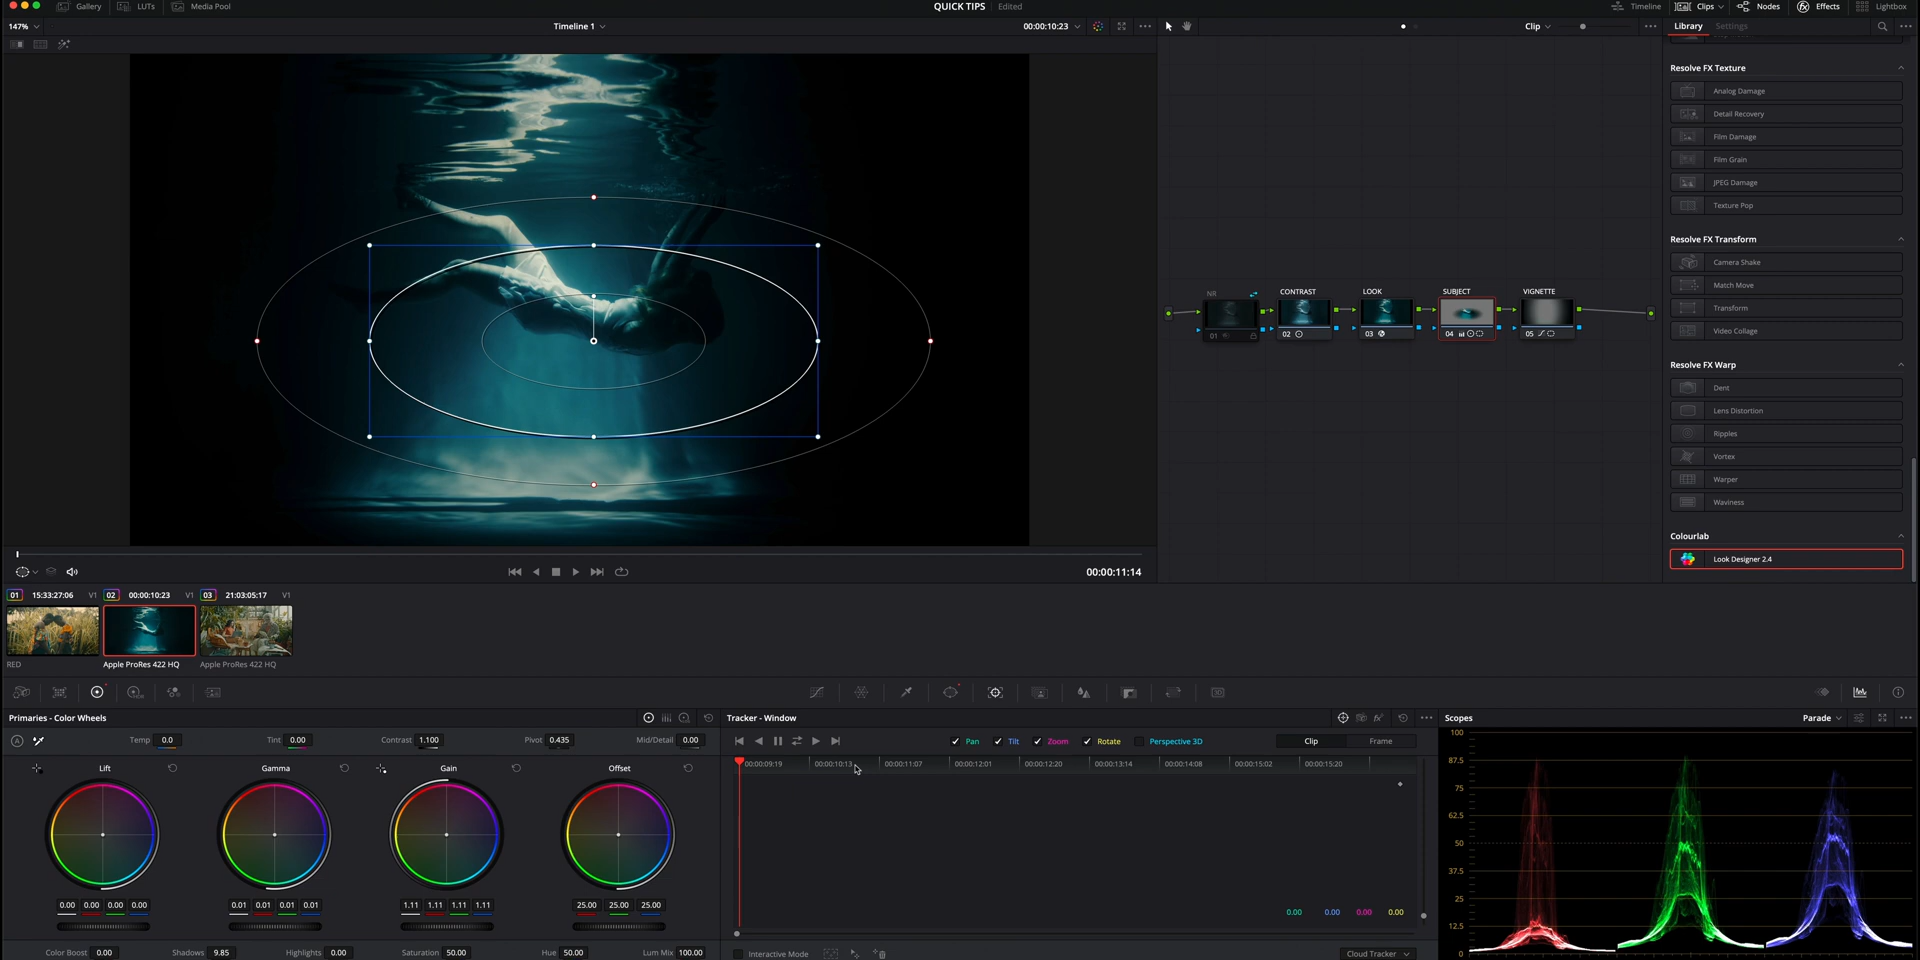 Gallery LUTs Media Pool QUICK TIPS Edited Timeline Clips Nodes Effects Lightbox
147% Timeline 1 00:00:10:23 Clip Library Settings
Resolve FX Texture
Analog Damage
Detail Recovery
Film Damage
Film Grain
JPEG Damage
Texture Pop
Resolve FX Transform
Camera Shake
Match Move
Transform
Video Collage
Resolve FX Warp
Dent
Lens Distortion
Ripples
Vortex
Warper
Waviness
Colourlab
Look Designer 2.4
NR CONTRAST LOOK SUBJECT VIGNETTE
01 02 03 04 05
00:00:11:14
01 15:33:27:06 V1 02 00:00:10:23 V1 03 21:03:05:17 V1
RED Apple ProRes 422 HQ Apple ProRes 422 HQ
3D
Primaries - Color Wheels
A Temp 0.0 Tint 0.00 Contrast 1.100 Pivot 0.435 Mid/Detail 0.00
Lift Gamma Gain Offset
0.00 0.00 0.00 0.00 0.01 0.01 0.01 0.01 1.11 1.11 1.11 1.11 25.00 25.00 25.00
Color Boost 0.00 Shadows 9.85 Highlights 0.00 Saturation 50.00 Hue 50.00 Lum Mix 100.00
Tracker - Window
fx
Pan Tilt Zoom Rotate Perspective 3D Clip Frame
00:00:09:19 00:00:10:13 00:00:11:07 00:00:12:01 00:00:12:20 00:00:13:14 00:00:14:08 00:00:15:02 00:00:15:20
0.00 0.00 0.00 0.00
Interactive Mode Cloud Tracker
Scopes Parade
100
87.5
75
62.5
50
37.5
25
12.5
0